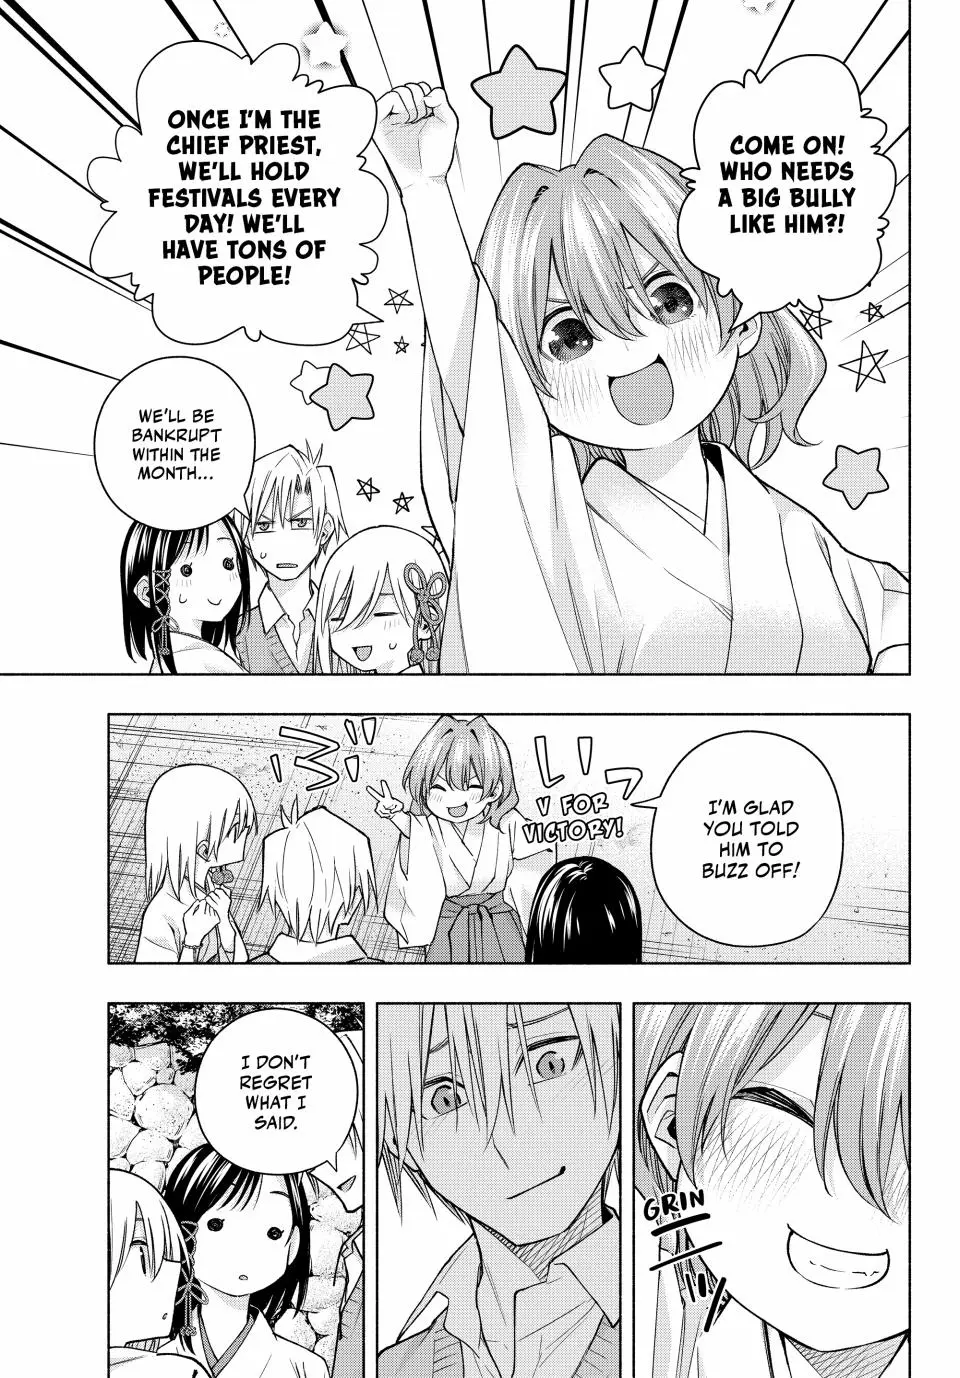 COME ON!
WHO NEEDS
A BIG BULLY
LIKE HIM?!
ONCE I'M THE
CHIEF PRIEST,
WE'LL HOLD
FESTIVALS EVERY
DAY! WE'LL
HAVE TONS OF
PEOPLE!
WE'LL BE
BANKRUPT
WITHIN THE
MONTH...
I'M GLAD
YOU TOLD
HIM TO
BUZZ OFF!
V FOR
VICTORY!
GRIN
I DON'T
REGRET
WHAT I
SAID.